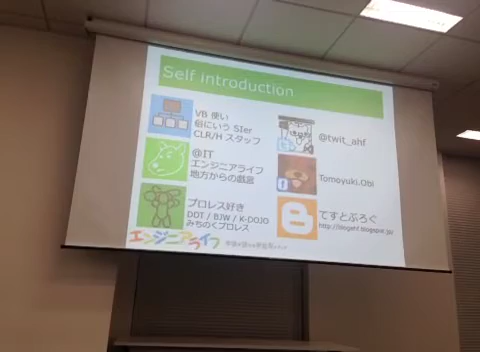 Self introduction
VB 使い
俗にいう SIer
CLR/H スタッフ
@IT
エンジニアライフ
地方からの戯言
プロレス好き
DDT / BJW / K-DOJO
みちのくプロレス
@twit_ahf
Tomoyuki.Obi
てすとぶろぐ
エンジニアライフ